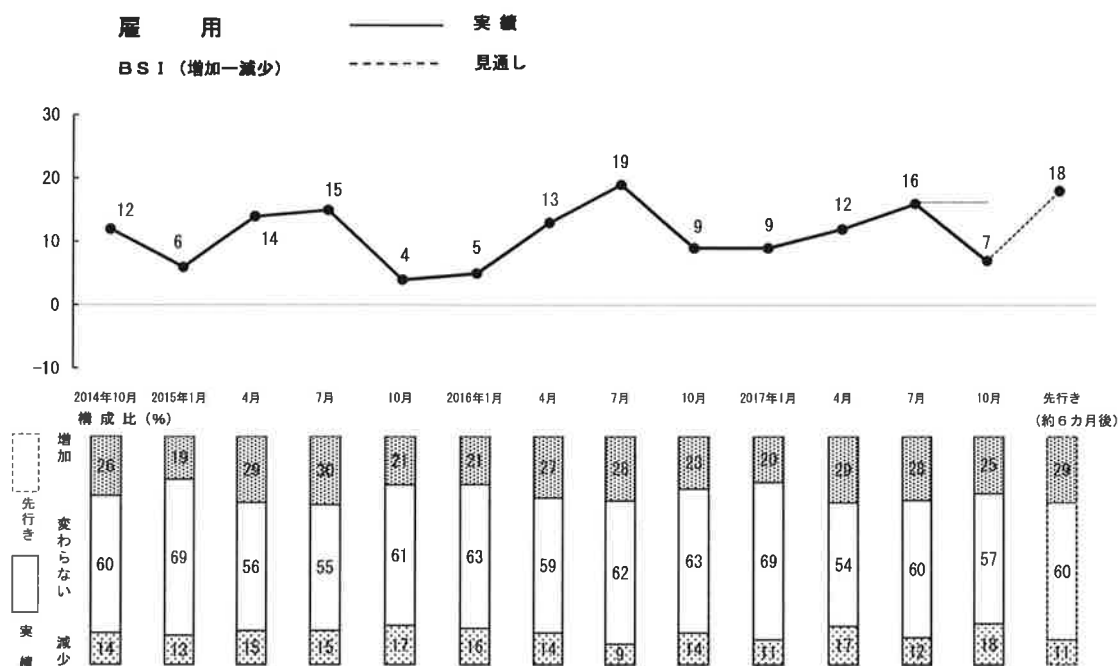 雇用
実績
BSI(増加ー減少)
見通し
30
20
10
0
-10
12
6
14
15
4
5
13
19
9
9
12
16
7
18
2014年10月 2015年1月 4月 7月 10月 2016年1月 4月 7月 10月 2017年1月 4月 7月 10月 先行き
(約6カ月後)
構成比(%)
増加
変わらない
減少
先行き
実績
26 19 29 30 21 21 27 28 23 20 29 28 25 29
60 69 56 55 61 63 59 62 63 69 54 60 57 60
14 13 15 15 17 16 14 9 14 11 17 12 18 11